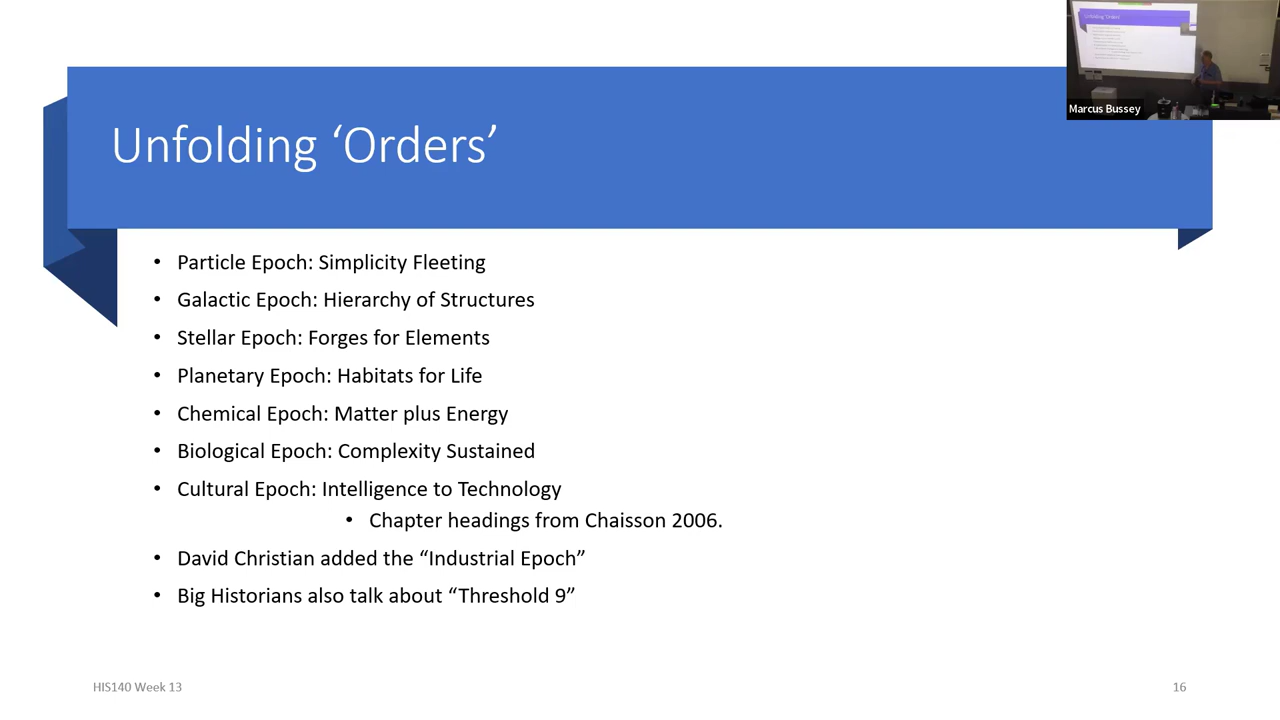 Unfolding ‘Orders’
Marcus Bussey
Unfolding ‘Orders’
• Particle Epoch: Simplicity Fleeting
• Galactic Epoch: Hierarchy of Structures
• Stellar Epoch: Forges for Elements
• Planetary Epoch: Habitats for Life
• Chemical Epoch: Matter plus Energy
• Biological Epoch: Complexity Sustained
• Cultural Epoch: Intelligence to Technology
• Chapter headings from Chaisson 2006.
• David Christian added the “Industrial Epoch”
• Big Historians also talk about “Threshold 9”
HIS140 Week 13
16